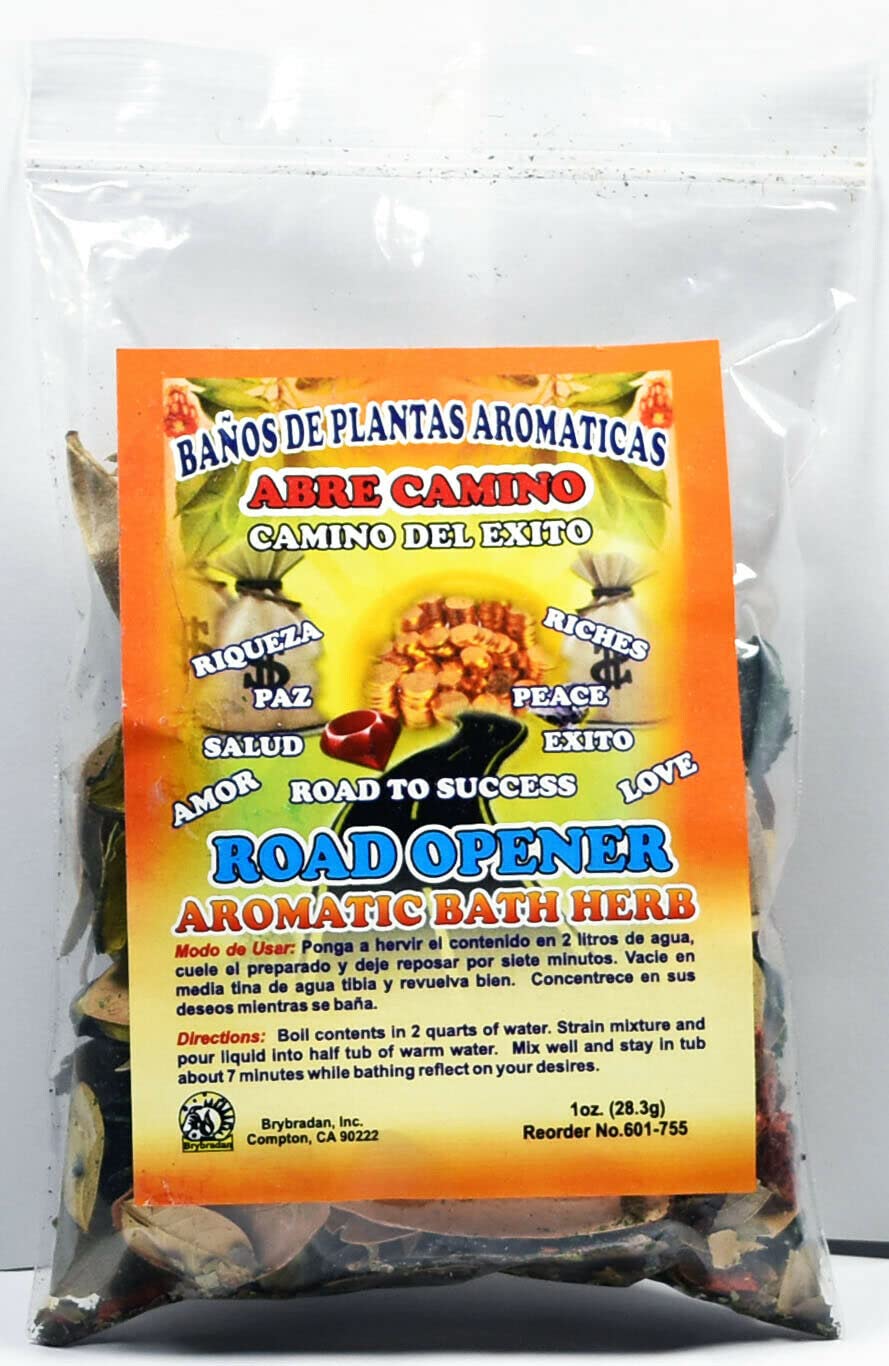 BAÑOS DE PLANTAS AROMATICAS
ABRE CAMINO
CAMINO DEL EXITO
RIQUEZA
RICHES
PAZ
PEACE
SALUD
EXITO
AMOR
ROAD TO SUCCESS
LOVE
ROAD OPENER
AROMATIC BATH HERB
Modo de Usar: Ponga a hervir el contenido en 2 litros de agua,
cuele el preparado y deje reposar por siete minutos. Vacie en
media tina de agua tibia y revuelva bien. Concentrece en sus
deseos mientras se baña.
Directions: Boil contents in 2 quarts of water. Strain mixture and
pour liquid into half tub of warm water. Mix well and stay in tub
about 7 minutes while bathing reflect on your desires.
Brybradan
Brybradan, Inc.
Compton, CA 90222
1oz. (28.3g)
Reorder No.601-755